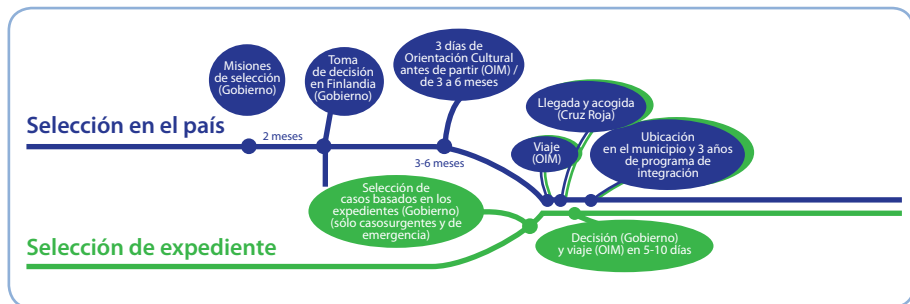 Misiones
de selección
(Gobierno)
Toma
de decisión
en Finlandia
(Gobierno)
3 días de
Orientación Cultural
antes de partir (OIM) /
de 3 a 6 meses
Selección en el país
2 meses
3-6 meses
Viaje
(OIM)
Llegada y acogida
(Cruz Roja)
Ubicación
en el municipio y 3 años
de programa de
integración
Selección de
casos basados en los
expedientes (Gobierno)
(sólo casosurgentes y de
emergencia)
Selección de expediente
Decisión (Gobierno)
y viaje (OIM) en 5-10 días